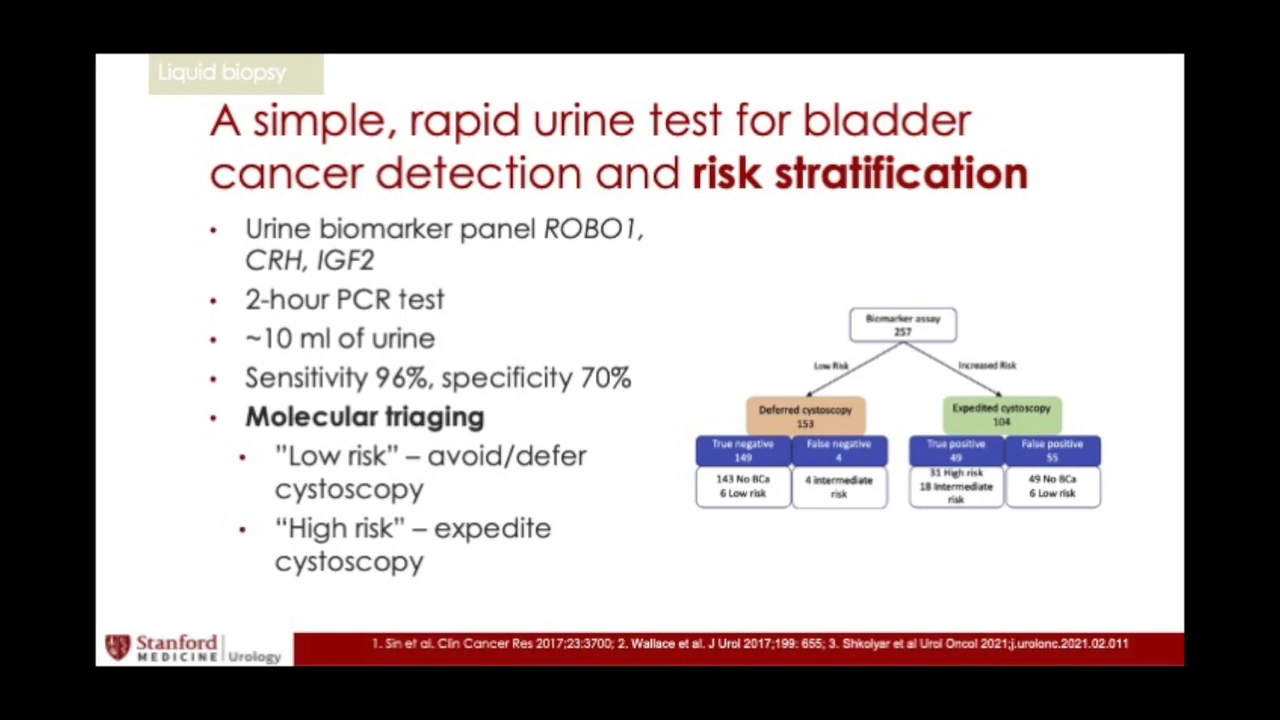 Liquid biopsy
A simple, rapid urine test for bladder
cancer detection and risk stratification
• Urine biomarker panel ROBO1,
CRH, IGF2
• 2-hour PCR test
• ~10 ml of urine
• Sensitivity 96%, specificity 70%
• Molecular triaging
• ”Low risk” – avoid/defer
cystoscopy
• “High risk” – expedite
cystoscopy
Biomarker assay
257
Low Risk
Increased Risk
Deferred cystoscopy
153
Expedited cystoscopy
104
True negative
149
False negative
4
True positive
49
False positive
55
143 No BCa
6 Low risk
4 Intermediate
risk
31 High risk
18 Intermediate
risk
49 No BCa
6 Low risk
Stanford
MEDICINE | Urology
1. Sin et al. Clin Cancer Res 2017;23:3700; 2. Wallace et al. J Urol 2017;199: 655; 3. Shkolyar et al Urol Oncol 2021;j.urolonc.2021.02.011